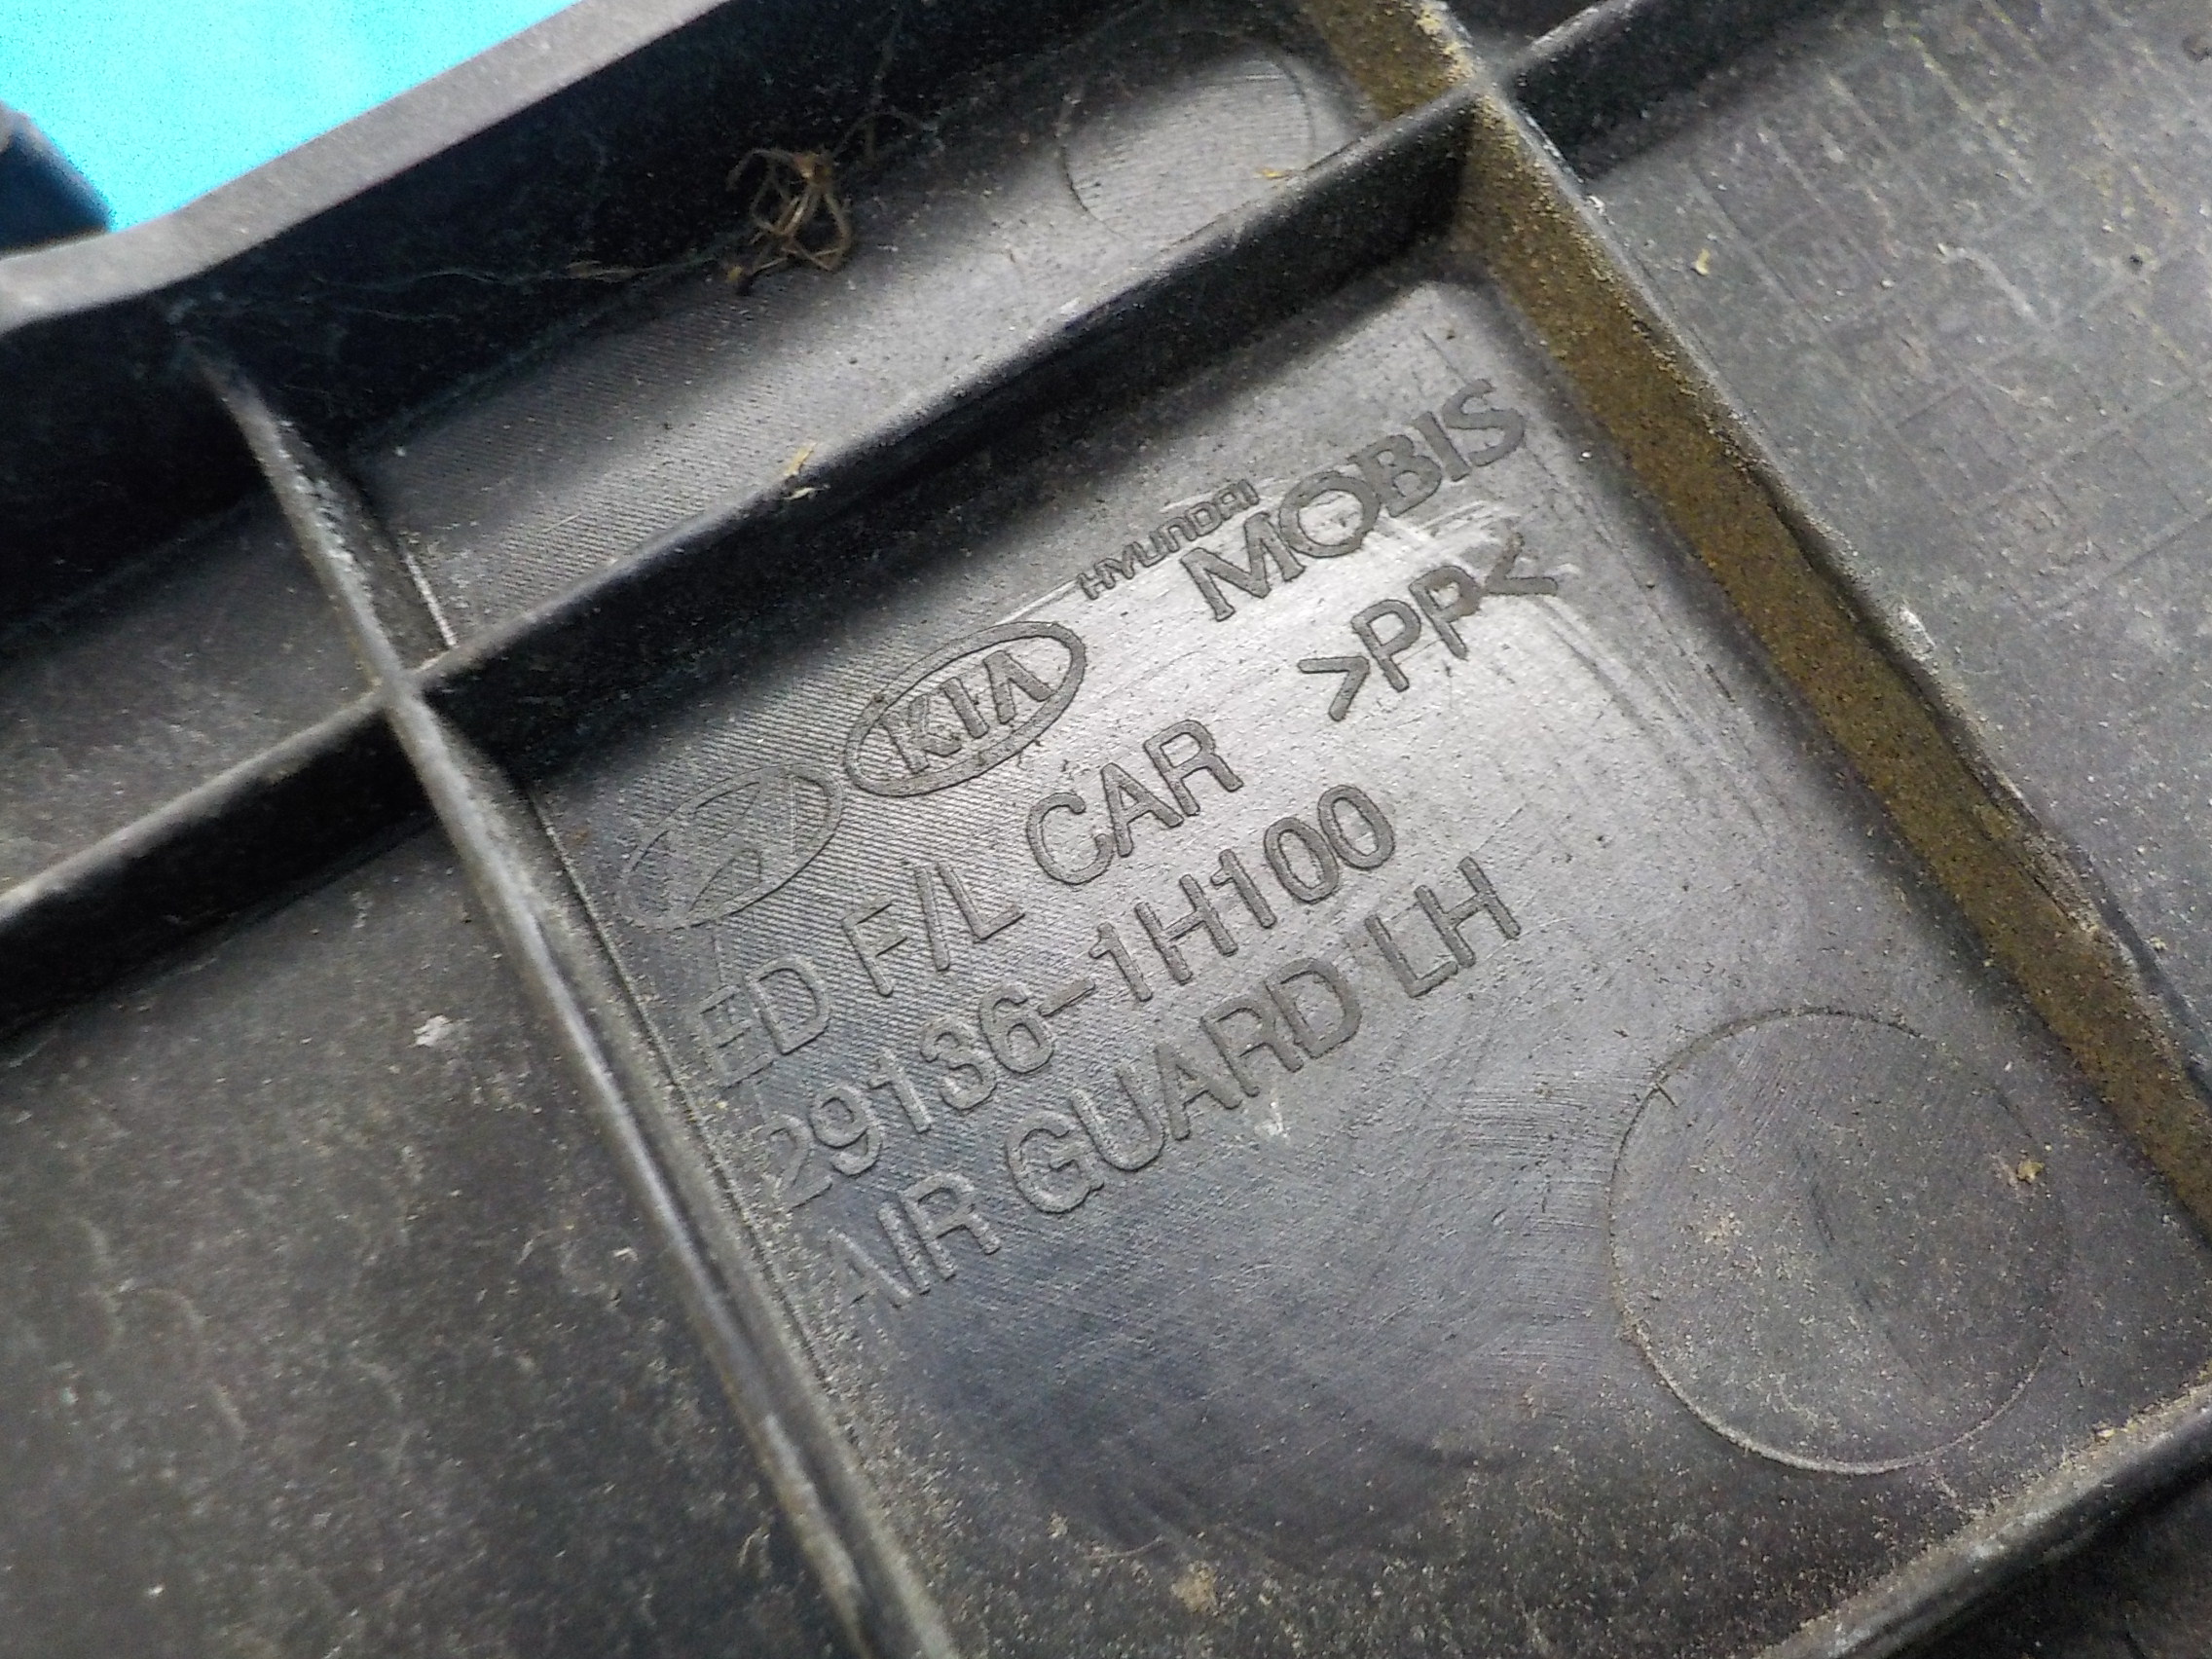 KIA HYUNDAI MOBIS
ED F/L CAR >PP<
29136-1H100
AIR GUARD LH